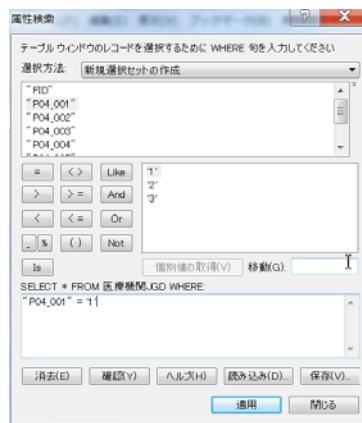 属性検索
テーブル ウィンドウのレコードを選択するために WHERE 句を入力してください
選択方法: 新規選択セットの作成
"FID"
"P04_001"
"P04_002"
"P04_003"
"P04_004"
= <> Like
> >= And
< <= Or
_ % () Not
Is
'1'
'2'
'3'
個別値の取得(V) 移動(G):
SELECT * FROM 医療機関JGD WHERE:
"P04_001" = '1'
消去(E) 確認(Y) ヘルプ(H) 読み込み(D)... 保存(V)...
適用 閉じる